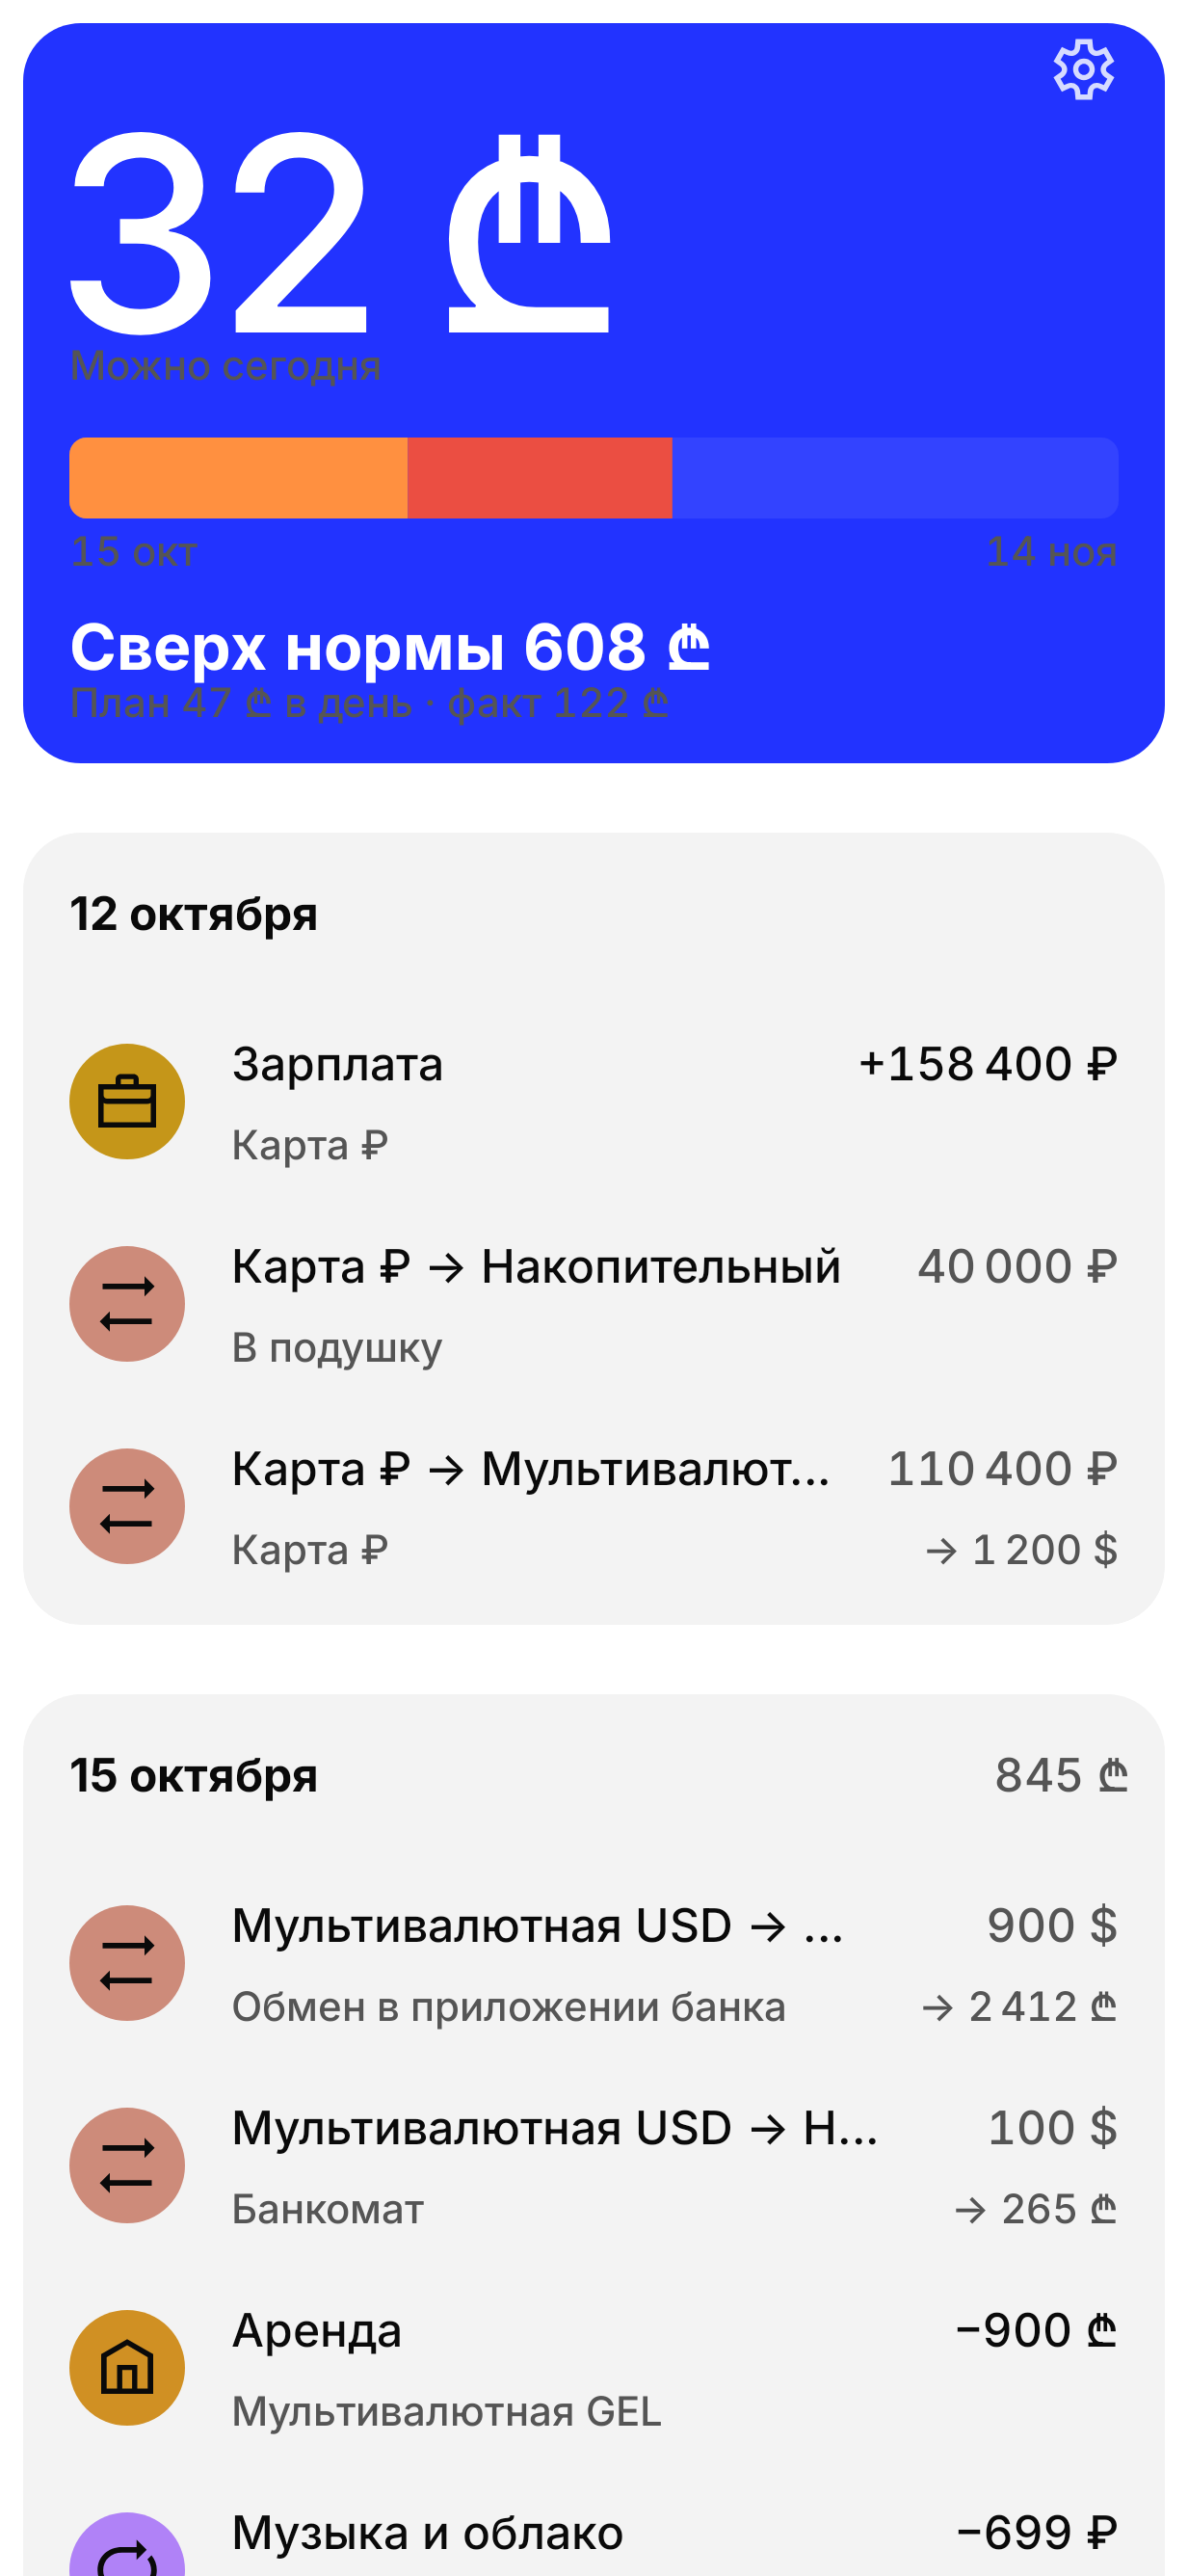 32 ₾
Можно сегодня
15 окт 14 ноя
Сверх нормы 608 ₾
План 47 ₾ в день · факт 122 ₾
12 октября
Зарплата +158 400 ₽
Карта ₽
Карта ₽ → Накопительный 40 000 ₽
В подушку
Карта ₽ → Мультивалют... 110 400 ₽
Карта ₽ → 1 200 $
15 октября 845 ₾
Мультивалютная USD → ... 900 $
Обмен в приложении банка → 2 412 ₾
Мультивалютная USD → Н... 100 $
Банкомат → 265 ₾
Аренда −900 ₾
Мультивалютная GEL
Музыка и облако −699 ₽